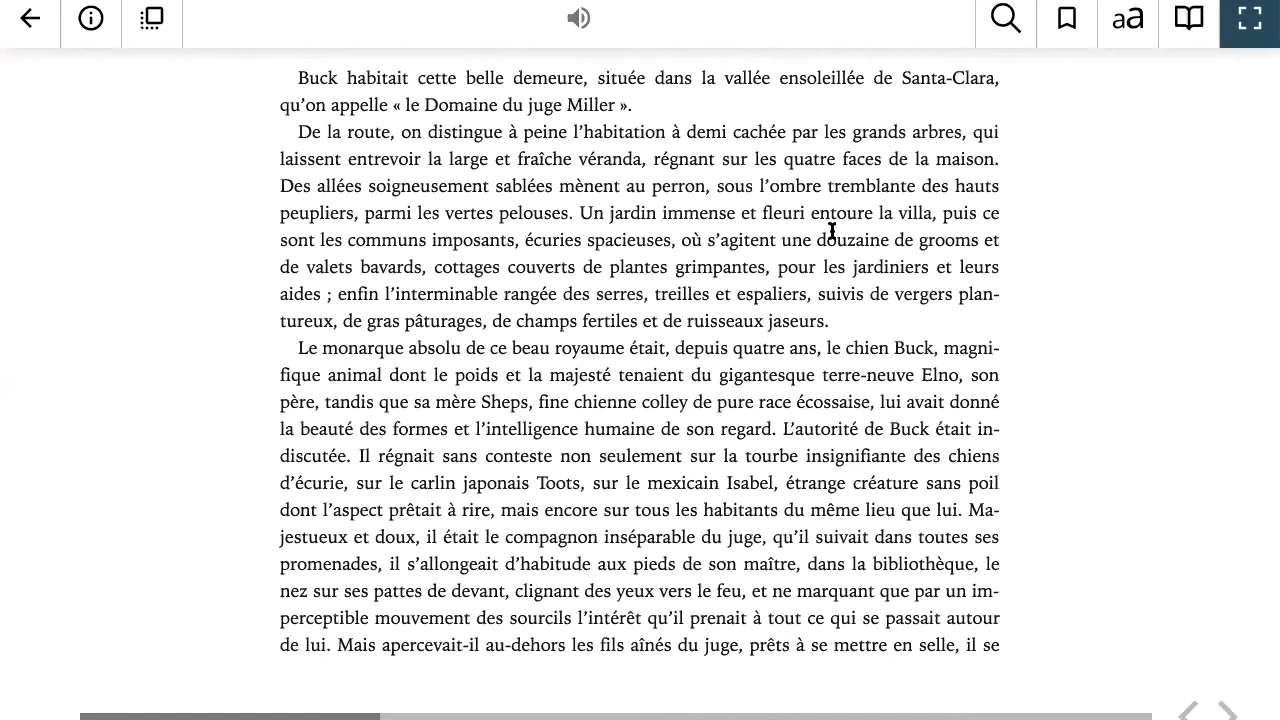 aA
Buck habitait cette belle demeure, située dans la vallée ensoleillée de Santa-Clara,
qu’on appelle « le Domaine du juge Miller ».
De la route, on distingue à peine l’habitation à demi cachée par les grands arbres, qui
laissent entrevoir la large et fraîche véranda, régnant sur les quatre faces de la maison.
Des allées soigneusement sablées mènent au perron, sous l’ombre tremblante des hauts
peupliers, parmi les vertes pelouses. Un jardin immense et fleuri entoure la villa, puis ce
sont les communs imposants, écuries spacieuses, où s’agitent une douzaine de grooms et
de valets bavards, cottages couverts de plantes grimpantes, pour les jardiniers et leurs
aides ; enfin l’interminable rangée des serres, treilles et espaliers, suivis de vergers plan-
tureux, de gras pâturages, de champs fertiles et de ruisseaux jaseurs.
Le monarque absolu de ce beau royaume était, depuis quatre ans, le chien Buck, magni-
fique animal dont le poids et la majesté tenaient du gigantesque terre-neuve Elno, son
père, tandis que sa mère Sheps, fine chienne colley de pure race écossaise, lui avait donné
la beauté des formes et l’intelligence humaine de son regard. L’autorité de Buck était in-
discutée. Il régnait sans conteste non seulement sur la tourbe insignifiante des chiens
d’écurie, sur le carlin japonais Toots, sur le mexicain Isabel, étrange créature sans poil
dont l’aspect prêtait à rire, mais encore sur tous les habitants du même lieu que lui. Ma-
jestueux et doux, il était le compagnon inséparable du juge, qu’il suivait dans toutes ses
promenades, il s’allongeait d’habitude aux pieds de son maître, dans la bibliothèque, le
nez sur ses pattes de devant, clignant des yeux vers le feu, et ne marquant que par un im-
perceptible mouvement des sourcils l’intérêt qu’il prenait à tout ce qui se passait autour
de lui. Mais apercevait-il au-dehors les fils aînés du juge, prêts à se mettre en selle, il se